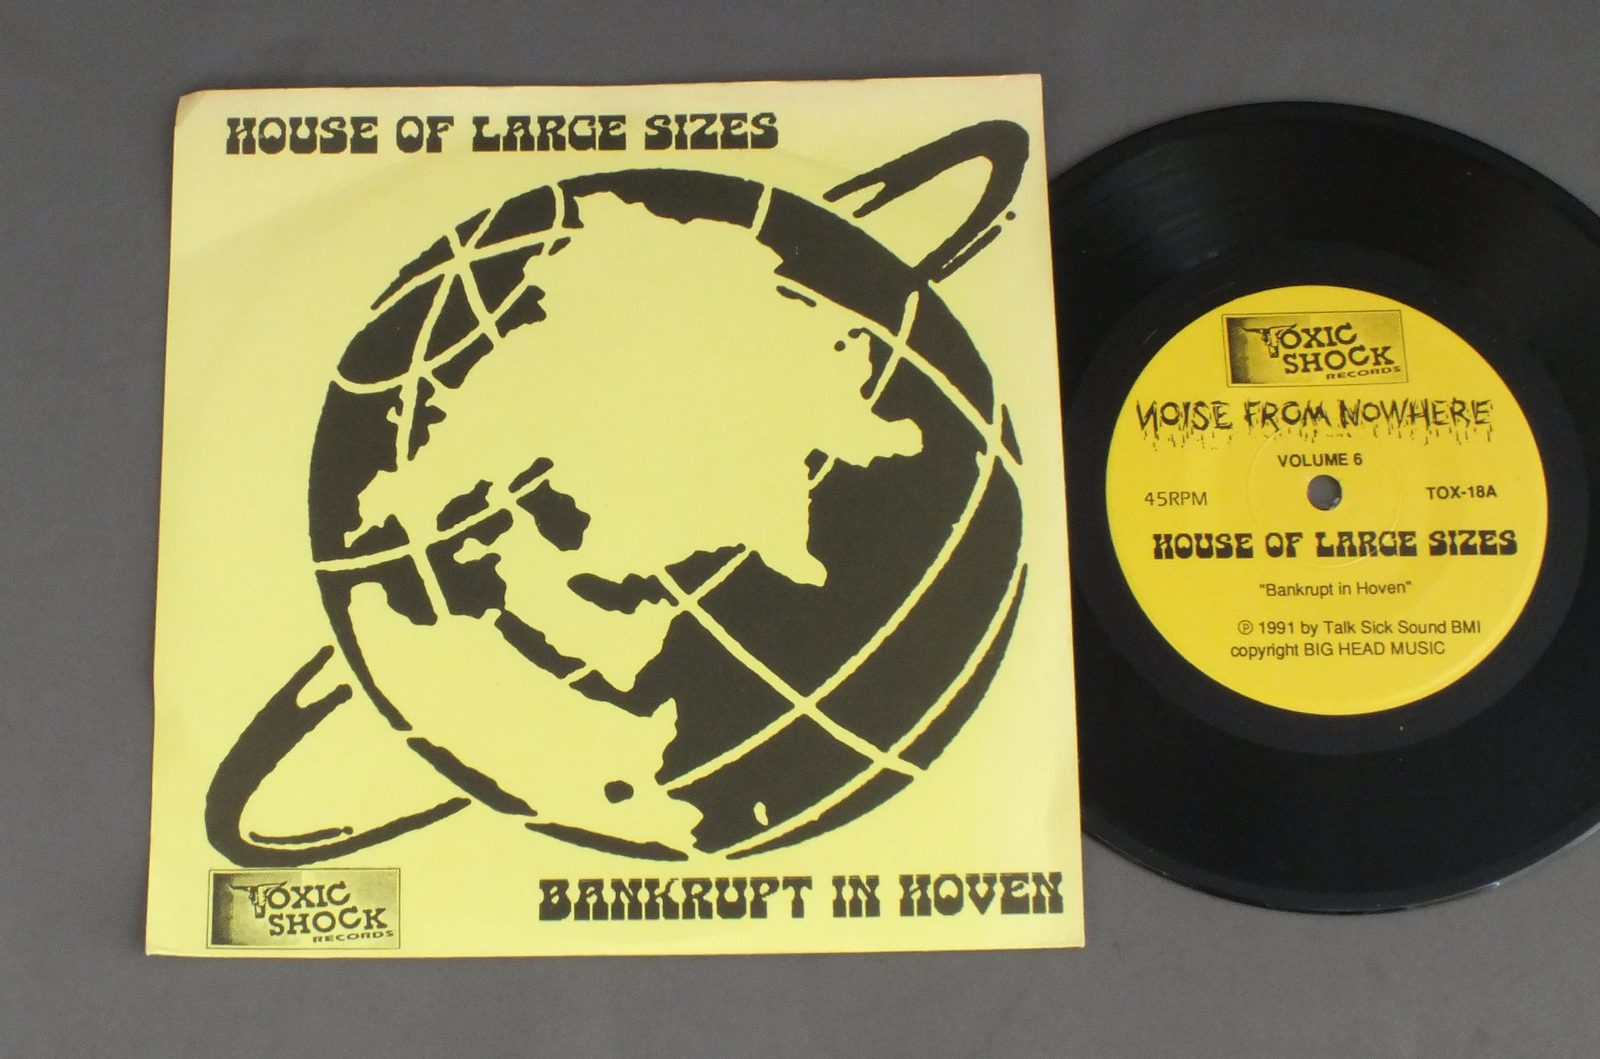 HOUSE OF LARGE SIZES
TOXIC
SHOCK
RECORDS
BANKRUPT IN HOVEN
TOXIC
SHOCK
RECORDS
NOISE FROM NOWHERE
VOLUME 6
45RPM
TOX-18A
HOUSE OF LARGE SIZES
"Bankrupt in Hoven"
℗ 1991 by Talk Sick Sound BMI
copyright BIG HEAD MUSIC